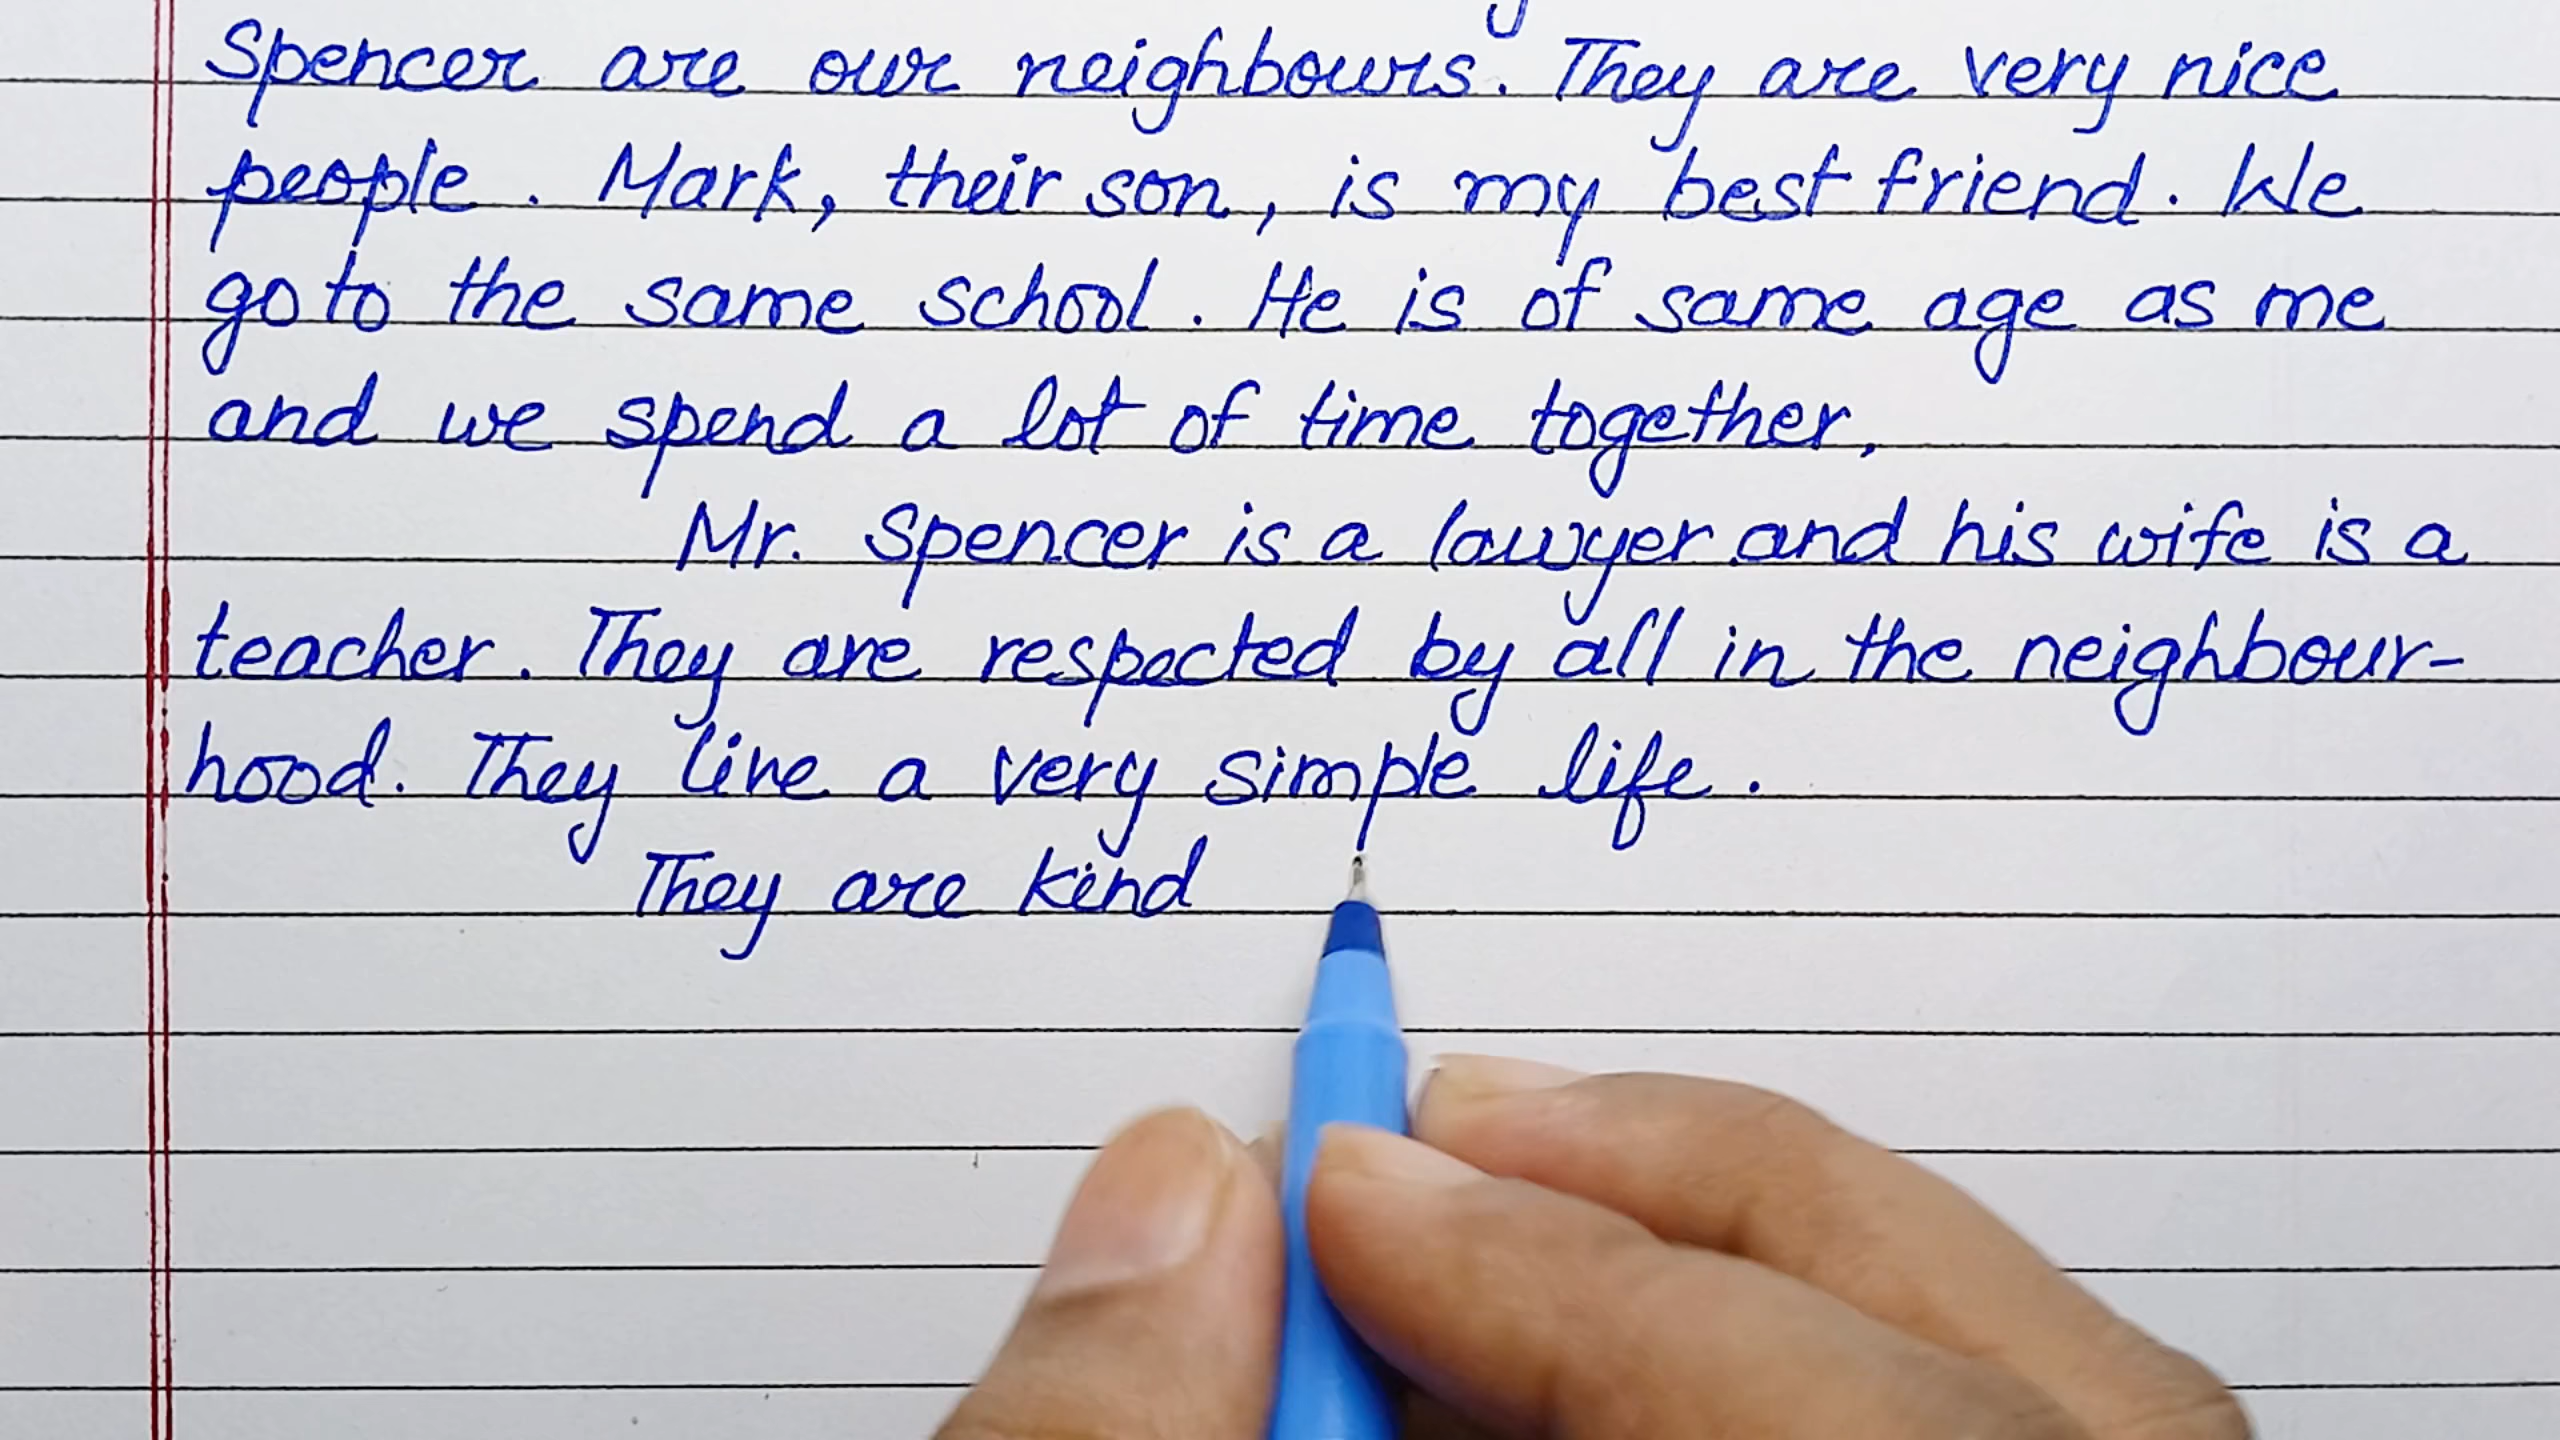 Spencer are our neighbours. They are very nice
people. Mark, their son, is my best friend. We
go to the same school. He is of same age as me
and we spend a lot of time together.
Mr. Spencer is a lawyer and his wife is a
teacher. They are respected by all in the neighbour-
hood. They live a very simple life.
They are kind